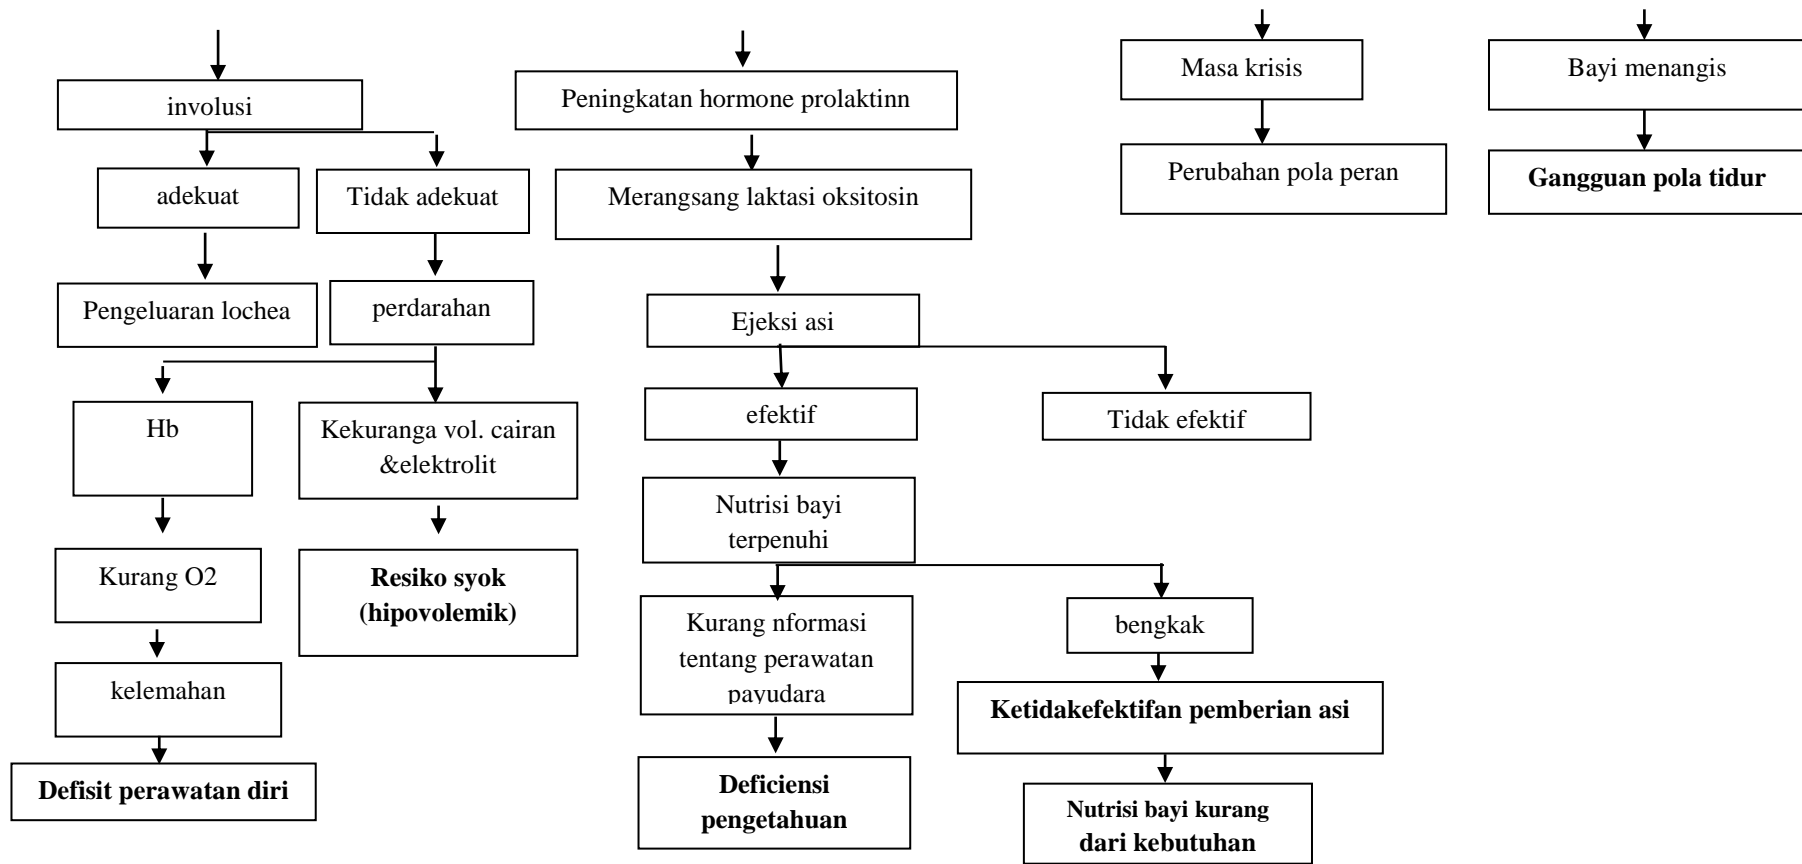 involusi
adekuat
Tidak adekuat
Pengeluaran lochea
perdarahan
Hb
Kekuranga vol. cairan
&elektrolit
Kurang O2
Resiko syok
(hipovolemik)
kelemahan
Defisit perawatan diri
Peningkatan hormone prolaktinn
Merangsang laktasi oksitosin
Ejeksi asi
efektif
Tidak efektif
Nutrisi bayi
terpenuhi
Kurang nformasi
tentang perawatan
payudara
bengkak
Deficiensi
pengetahuan
Ketidakefektifan pemberian asi
Nutrisi bayi kurang
dari kebutuhan
Masa krisis
Perubahan pola peran
Bayi menangis
Gangguan pola tidur